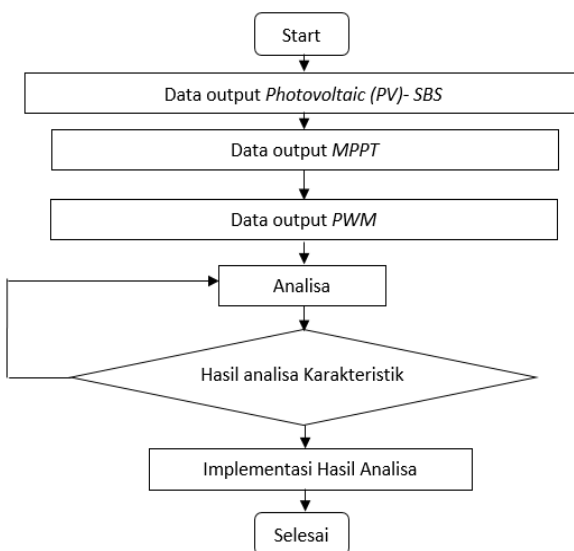 Start
Data output Photovoltaic (PV)- SBS
Data output MPPT
Data output PWM
Analisa
Hasil analisa Karakteristik
Implementasi Hasil Analisa
Selesai